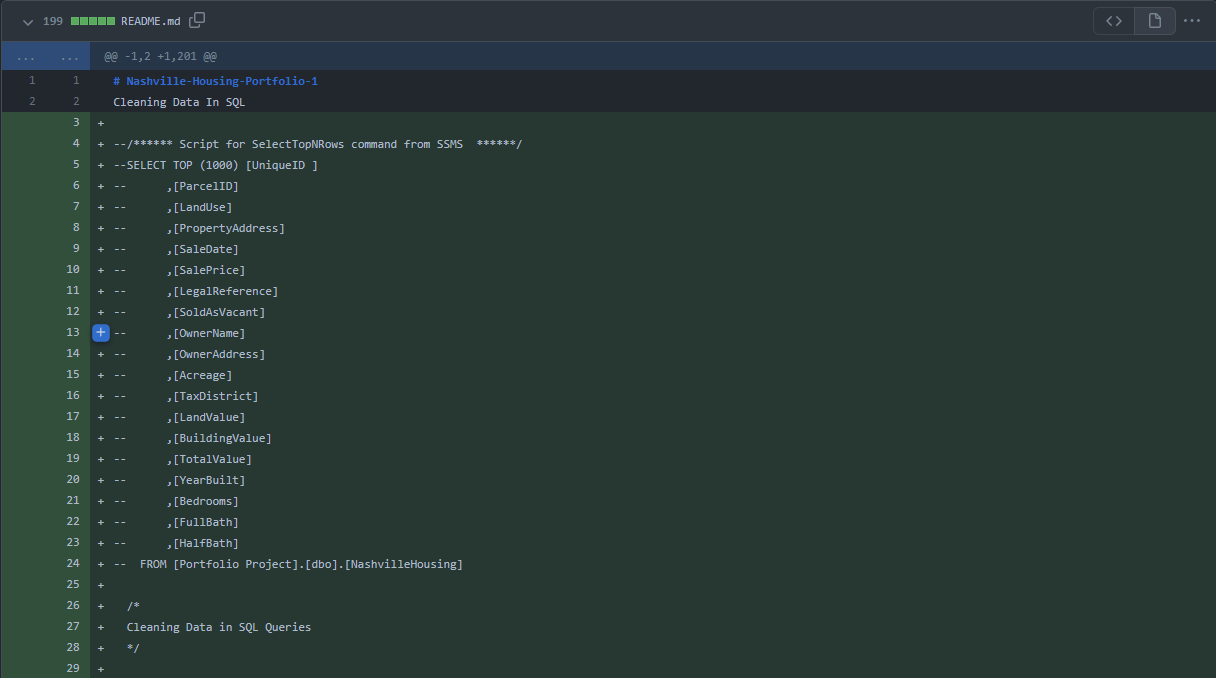 199 README.md
... ... @@ -1,2 +1,201 @@
1 1 # Nashville-Housing-Portfolio-1
2 2 Cleaning Data In SQL
3 +
4 + --/****** Script for SelectTopNRows command from SSMS  ******/
5 + --SELECT TOP (1000) [UniqueID ]
6 + --      ,[ParcelID]
7 + --      ,[LandUse]
8 + --      ,[PropertyAddress]
9 + --      ,[SaleDate]
10 + --      ,[SalePrice]
11 + --      ,[LegalReference]
12 + --      ,[SoldAsVacant]
13 + --      ,[OwnerName]
14 + --      ,[OwnerAddress]
15 + --      ,[Acreage]
16 + --      ,[TaxDistrict]
17 + --      ,[LandValue]
18 + --      ,[BuildingValue]
19 + --      ,[TotalValue]
20 + --      ,[YearBuilt]
21 + --      ,[Bedrooms]
22 + --      ,[FullBath]
23 + --      ,[HalfBath]
24 + --  FROM [Portfolio Project].[dbo].[NashvilleHousing]
25 +
26 +   /*
27 +   Cleaning Data in SQL Queries
28 +   */
29 +